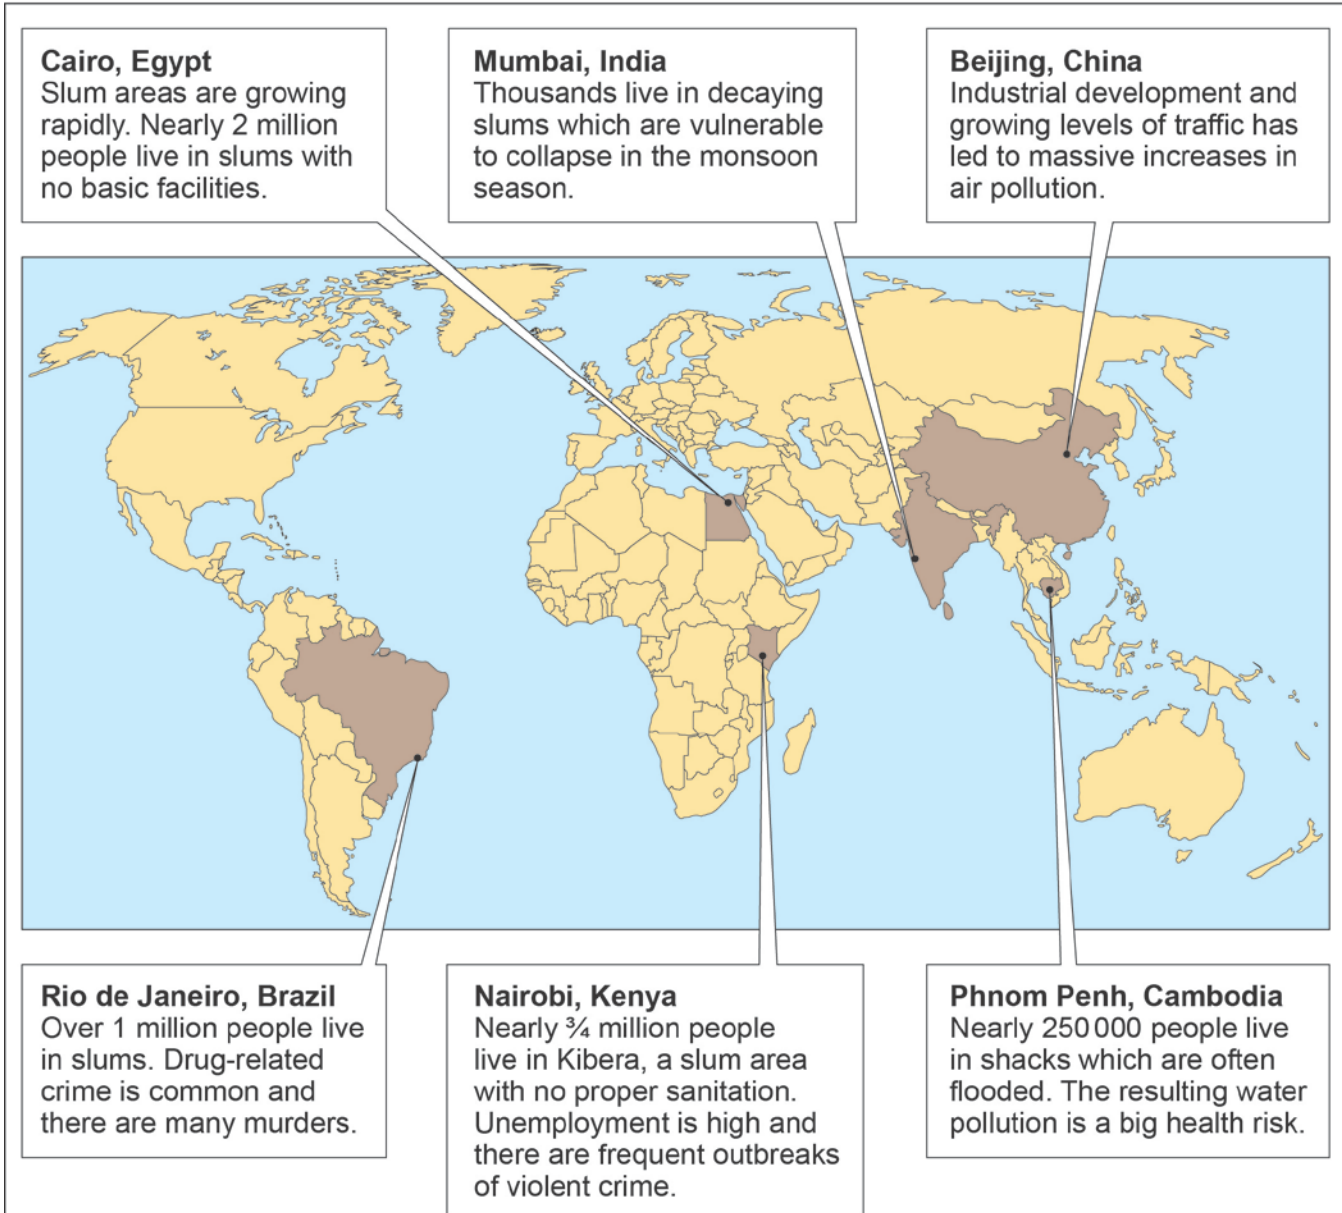 Cairo, Egypt
Slum areas are growing
rapidly. Nearly 2 million
people live in slums with
no basic facilities.
Mumbai, India
Thousands live in decaying
slums which are vulnerable
to collapse in the monsoon
season.
Beijing, China
Industrial development and
growing levels of traffic has
led to massive increases in
air pollution.
Rio de Janeiro, Brazil
Over 1 million people live
in slums. Drug-related
crime is common and
there are many murders.
Nairobi, Kenya
Nearly ¾ million people
live in Kibera, a slum area
with no proper sanitation.
Unemployment is high and
there are frequent outbreaks
of violent crime.
Phnom Penh, Cambodia
Nearly 250 000 people live
in shacks which are often
flooded. The resulting water
pollution is a big health risk.